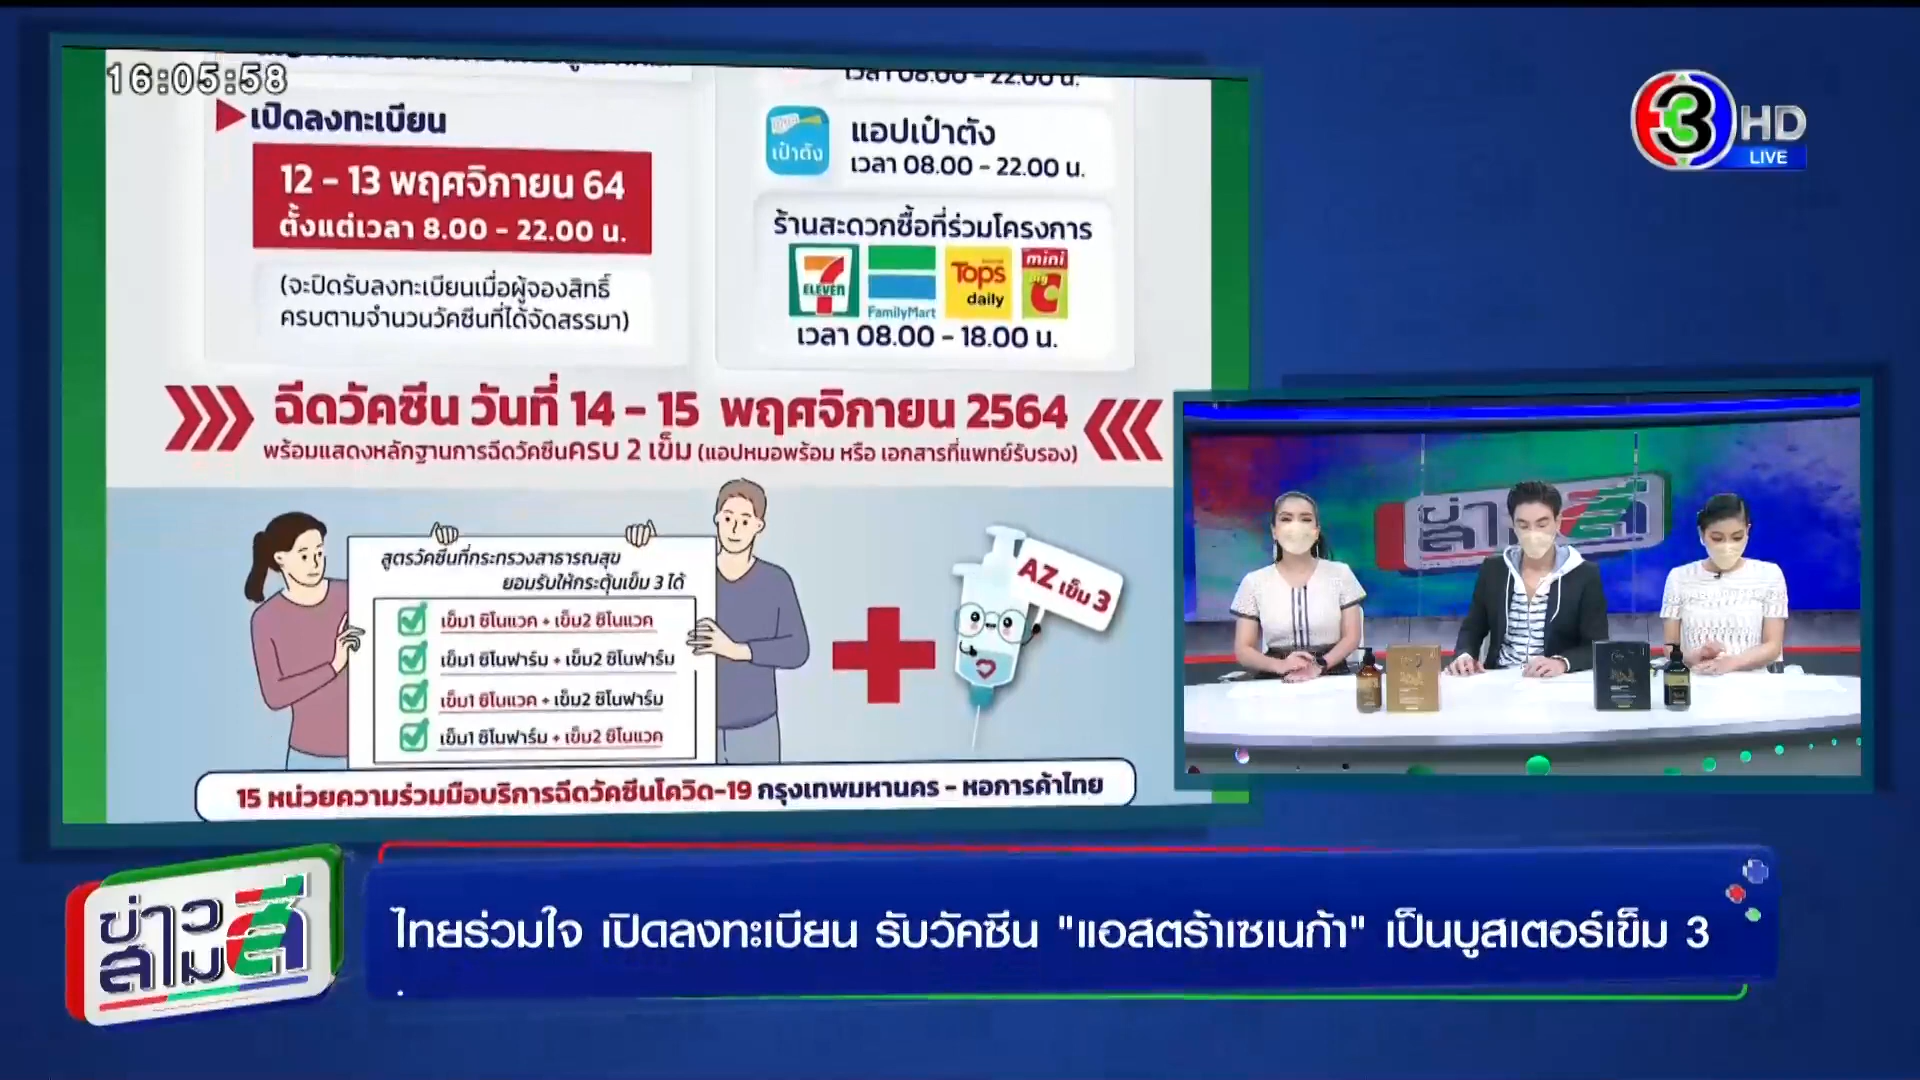 16:05:58
เปิดลงทะเบียน
12 - 13 พฤศจิกายน 64
ตั้งแต่เวลา 8.00 - 22.00 น.
(จะปิดรับลงทะเบียนเมื่อผู้จองสิทธิ์
ครบตามจำนวนวัคซีนที่ได้จัดสรรมา)
เวลา 08.00 - 22.00 น.
เป๋าตัง
แอปเป๋าตัง
เวลา 08.00 - 22.00 น.
ร้านสะดวกซื้อที่ร่วมโครงการ
7 ELEVEN
FamilyMart
Tops
daily
mini
Big C
เวลา 08.00 - 18.00 น.
ฉีดวัคซีน วันที่ 14 - 15 พฤศจิกายน 2564
พร้อมแสดงหลักฐานการฉีดวัคซีนครบ 2 เข็ม (แอปหมอพร้อม หรือ เอกสารที่แพทย์รับรอง)
สูตรวัคซีนที่กระทรวงสาธารณสุข
ยอมรับให้กระตุ้นเข็ม 3 ได้
เข็ม1 ซิโนแวค + เข็ม2 ซิโนแวค
เข็ม1 ซิโนฟาร์ม + เข็ม2 ซิโนฟาร์ม
เข็ม1 ซิโนแวค + เข็ม2 ซิโนฟาร์ม
เข็ม1 ซิโนฟาร์ม + เข็ม2 ซิโนแวค
AZ เข็ม 3
15 หน่วยความร่วมมือบริการฉีดวัคซีนโควิด-19 กรุงเทพมหานคร - หอการค้าไทย
3 HD
LIVE
ข่าว
สามสี
ข่าว
สามสี
ไทยร่วมใจ เปิดลงทะเบียน รับวัคซีน "แอสตร้าเซเนก้า" เป็นบูสเตอร์เข็ม 3